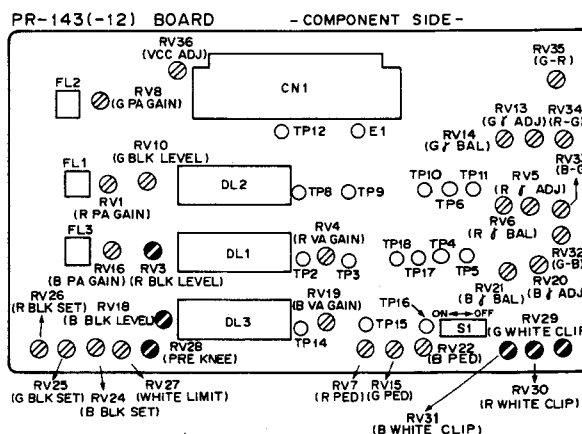 PR-143(-12) BOARD
-COMPONENT SIDE-
RV36
(VCC ADJ)
RV35
(G-R)
FL2
RV8
(G PA GAIN)
CN1
RV13
(G γ ADJ)
RV34
(R-G)
RV14
(G γ BAL)
TP12
E1
RV10
(G BLK LEVEL)
RV33
(B-G
FL1
DL2
TP10
TP11
RV5
(R γ ADJ)
TP8
TP9
TP6
RV1
(R PA GAIN)
RV6
(R γ BAL)
FL3
RV4
(R VA GAIN)
DL1
TP18
TP4
RV32
(G-B)
TP2
TP3
TP17
TP5
RV16
(B PA GAIN)
RV3
(R BLK LEVEL)
RV21
(B γ BAL)
RV20
(B γ ADJ)
RV26
(R BLK SET)
RV18
(B BLK LEVEL)
RV19
(B VA GAIN)
TP16
ON
OFF
RV29
(G WHITE CLIP
DL3
TP14
TP15
S1
RV28
(PRE KNEE)
RV22
(B PED)
RV25
(G BLK SET)
RV24
(B BLK SET)
RV27
(WHITE LIMIT)
RV7
(R PED)
RV15
(G PED)
RV30
(R WHITE CLIP)
RV31
(B WHITE CLIP)